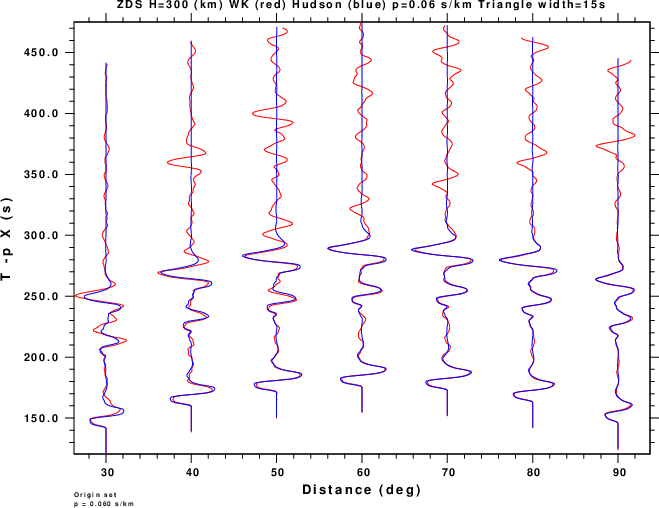 ZDS H=300 (km) WK (red) Hudson (blue) p=0.06 s/km Triangle width=15s
450.0
400.0
350.0
300.0
250.0
200.0
150.0
T -p X (s)
30 40 50 60 70 80 90
Distance (deg)
Origin set
p = 0.060 s/km